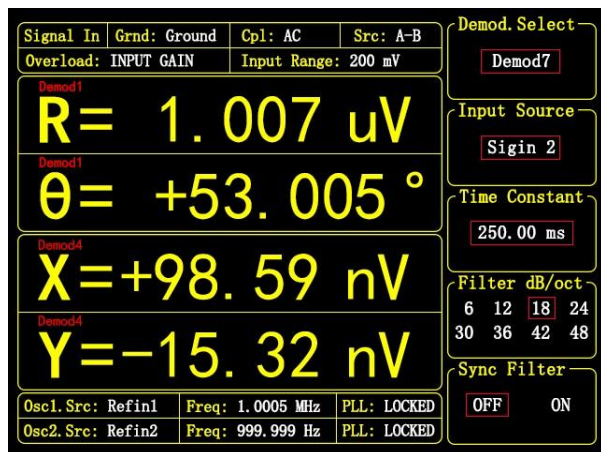 Signal In Grnd: Ground Cpl: AC Src: A-B
Overload: INPUT GAIN Input Range: 200 mV
Demod1
R= 1.007 uV
Demod1
θ= +53.005 °
Demod4
X=+98.59 nV
Demod4
Y=-15.32 nV
Osc1.Src: Refin1 Freq: 1.0005 MHz PLL: LOCKED
Osc2.Src: Refin2 Freq: 999.999 Hz PLL: LOCKED
Demod.Select
Demod7
Input Source
Sigin 2
Time Constant
250.00 ms
Filter dB/oct
6 12 18 24
30 36 42 48
Sync Filter
OFF ON